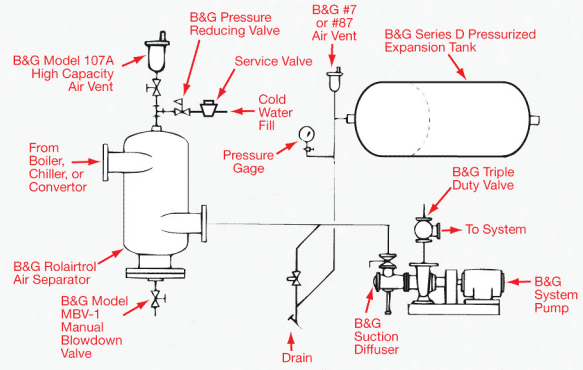 B&G Model 107A
High Capacity
Air Vent
B&G Pressure
Reducing Valve
Service Valve
Cold
Water
Fill
B&G #7
or #87
Air Vent
B&G Series D Pressurized
Expansion Tank
From
Boiler,
Chiller, or
Convertor
Pressure
Gage
B&G Triple
Duty Valve
To System
B&G Rolairtrol
Air Separator
B&G Model
MBV-1
Manual
Blowdown
Valve
Drain
B&G
Suction
Diffuser
B&G
System
Pump